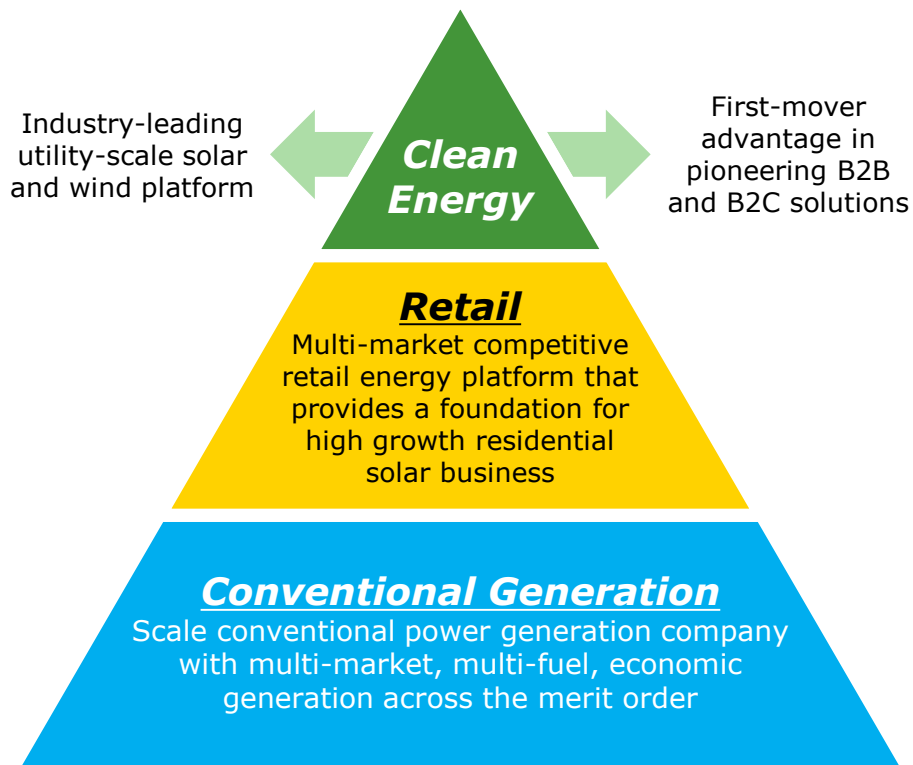 Industry-leading
utility-scale solar
and wind platform
Clean
Energy
First-mover
advantage in
pioneering B2B
and B2C solutions
Retail
Multi-market competitive
retail energy platform that
provides a foundation for
high growth residential
solar business
Conventional Generation
Scale conventional power generation company
with multi-market, multi-fuel, economic
generation across the merit order